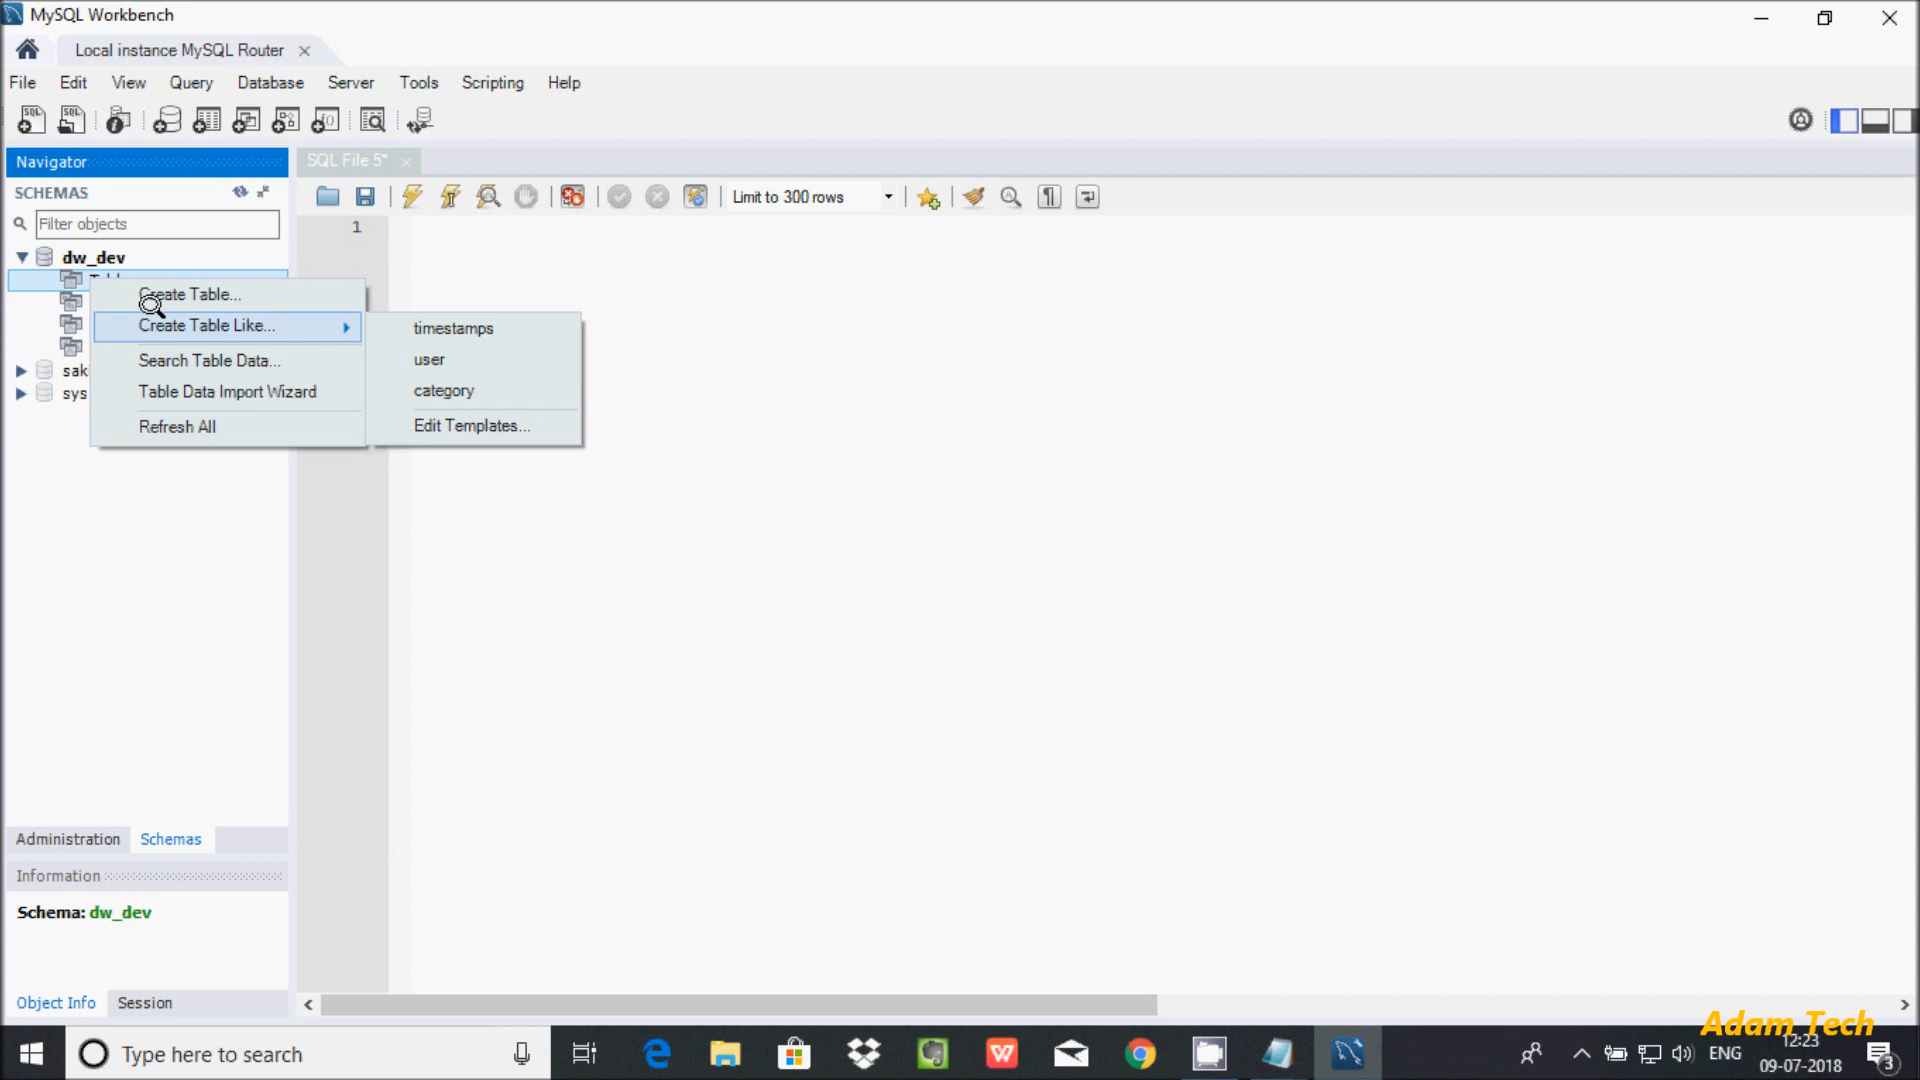 MySQL Workbench
Local instance MySQL Router
File Edit View Query Database Server Tools Scripting Help
Navigator
SQL File 5*
SCHEMAS
Limit to 300 rows
Filter objects
1
dw_dev
Create Table...
Create Table Like...
timestamps
user
Search Table Data...
sak
category
Table Data Import Wizard
sys
Refresh All
Edit Templates...
Administration Schemas
Information
Schema: dw_dev
Object Info Session
Adam Tech
Type here to search
ENG
12:23
09-07-2018
3